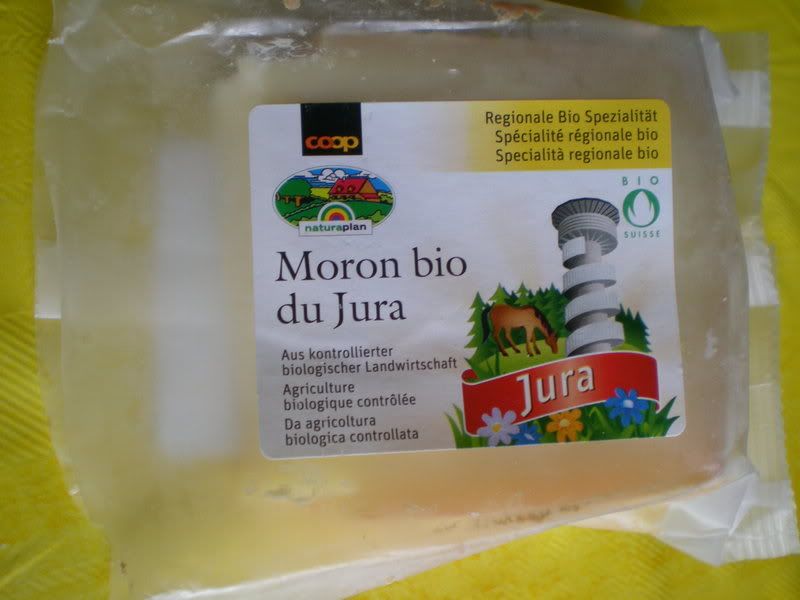 coop
Regionale Bio Spezialität
Spécialité régionale bio
Specialità regionale bio
naturaplan
BIO
SUISSE
Moron bio
du Jura
Aus kontrollierter
biologischer Landwirtschaft
Agriculture
biologique contrôlée
Da agricoltura
biologica controllata
Jura